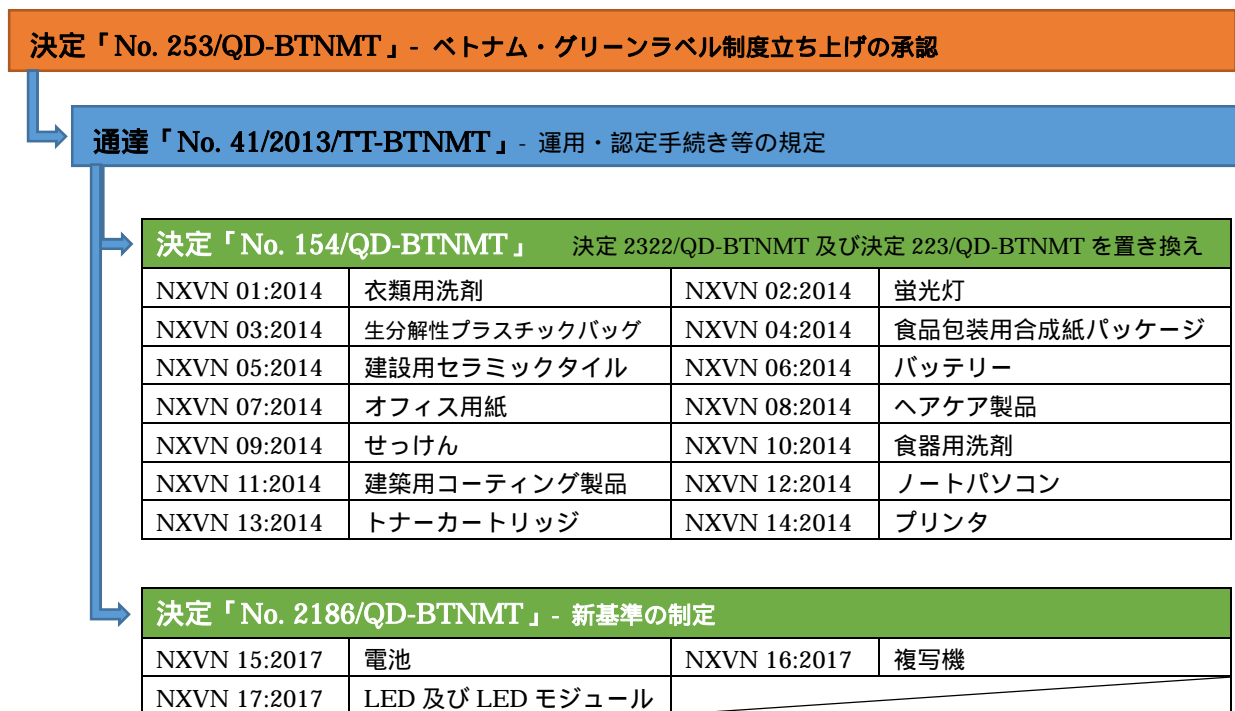 決定「No. 253/QD-BTNMT」- ベトナム・グリーンラベル制度立ち上げの承認
通達「No. 41/2013/TT-BTNMT」- 運用・認定手続き等の規定
決定「No. 154/QD-BTNMT」 決定 2322/QD-BTNMT 及び決定 223/QD-BTNMT を置き換え
NXVN 01:2014 衣類用洗剤 NXVN 02:2014 蛍光灯
NXVN 03:2014 生分解性プラスチックバッグ NXVN 04:2014 食品包装用合成紙パッケージ
NXVN 05:2014 建設用セラミックタイル NXVN 06:2014 バッテリー
NXVN 07:2014 オフィス用紙 NXVN 08:2014 ヘアケア製品
NXVN 09:2014 せっけん NXVN 10:2014 食器用洗剤
NXVN 11:2014 建築用コーティング製品 NXVN 12:2014 ノートパソコン
NXVN 13:2014 トナーカートリッジ NXVN 14:2014 プリンタ
決定「No. 2186/QD-BTNMT」- 新基準の制定
NXVN 15:2017 電池 NXVN 16:2017 複写機
NXVN 17:2017 LED 及び LED モジュール